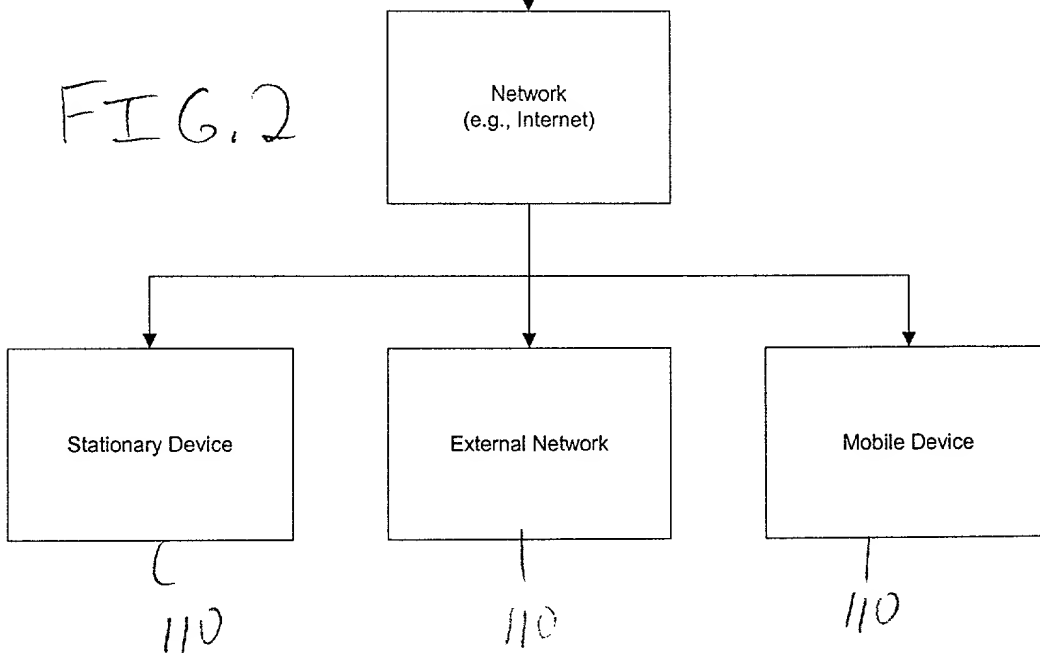 FIG. 2
Network
(e.g., Internet)
Stationary Device
External Network
Mobile Device
110
110
110